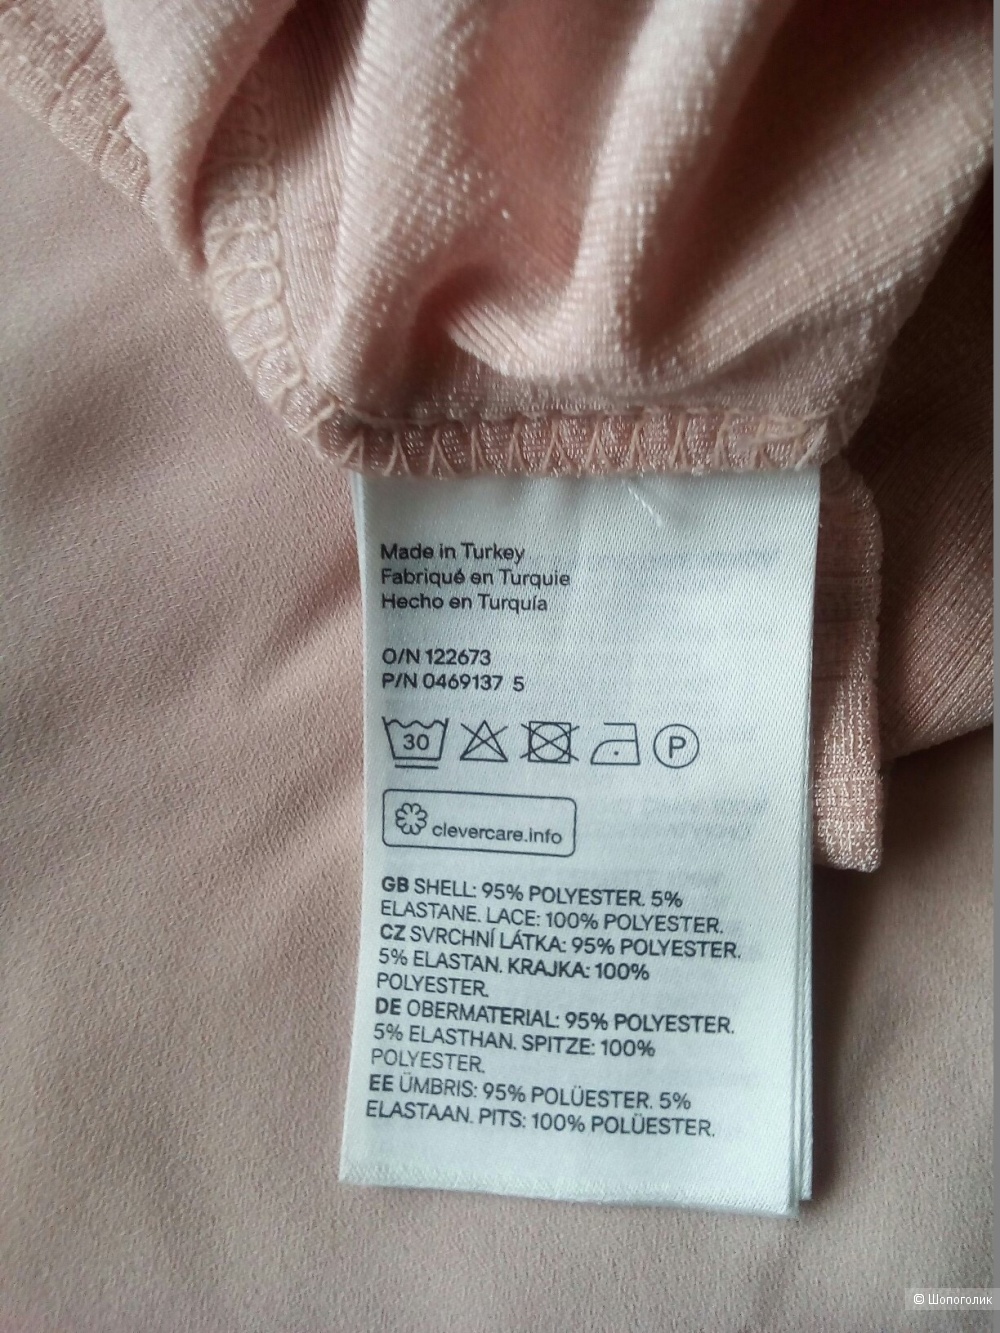 Made in Turkey
Fabriqué en Turquie
Hecho en Turquía
O/N 122673
P/N 0469137 5
30 P
clevercare.info
GB SHELL: 95% POLYESTER. 5%
ELASTANE. LACE: 100% POLYESTER.
CZ SVRCHNÍ LÁTKA: 95% POLYESTER.
5% ELASTAN. KRAJKA: 100%
POLYESTER.
DE OBERMATERIAL: 95% POLYESTER.
5% ELASTHAN. SPITZE: 100%
POLYESTER.
EE ÜMBRIS: 95% POLÜESTER. 5%
ELASTAAN. PITS: 100% POLÜESTER.
© Шопоголик